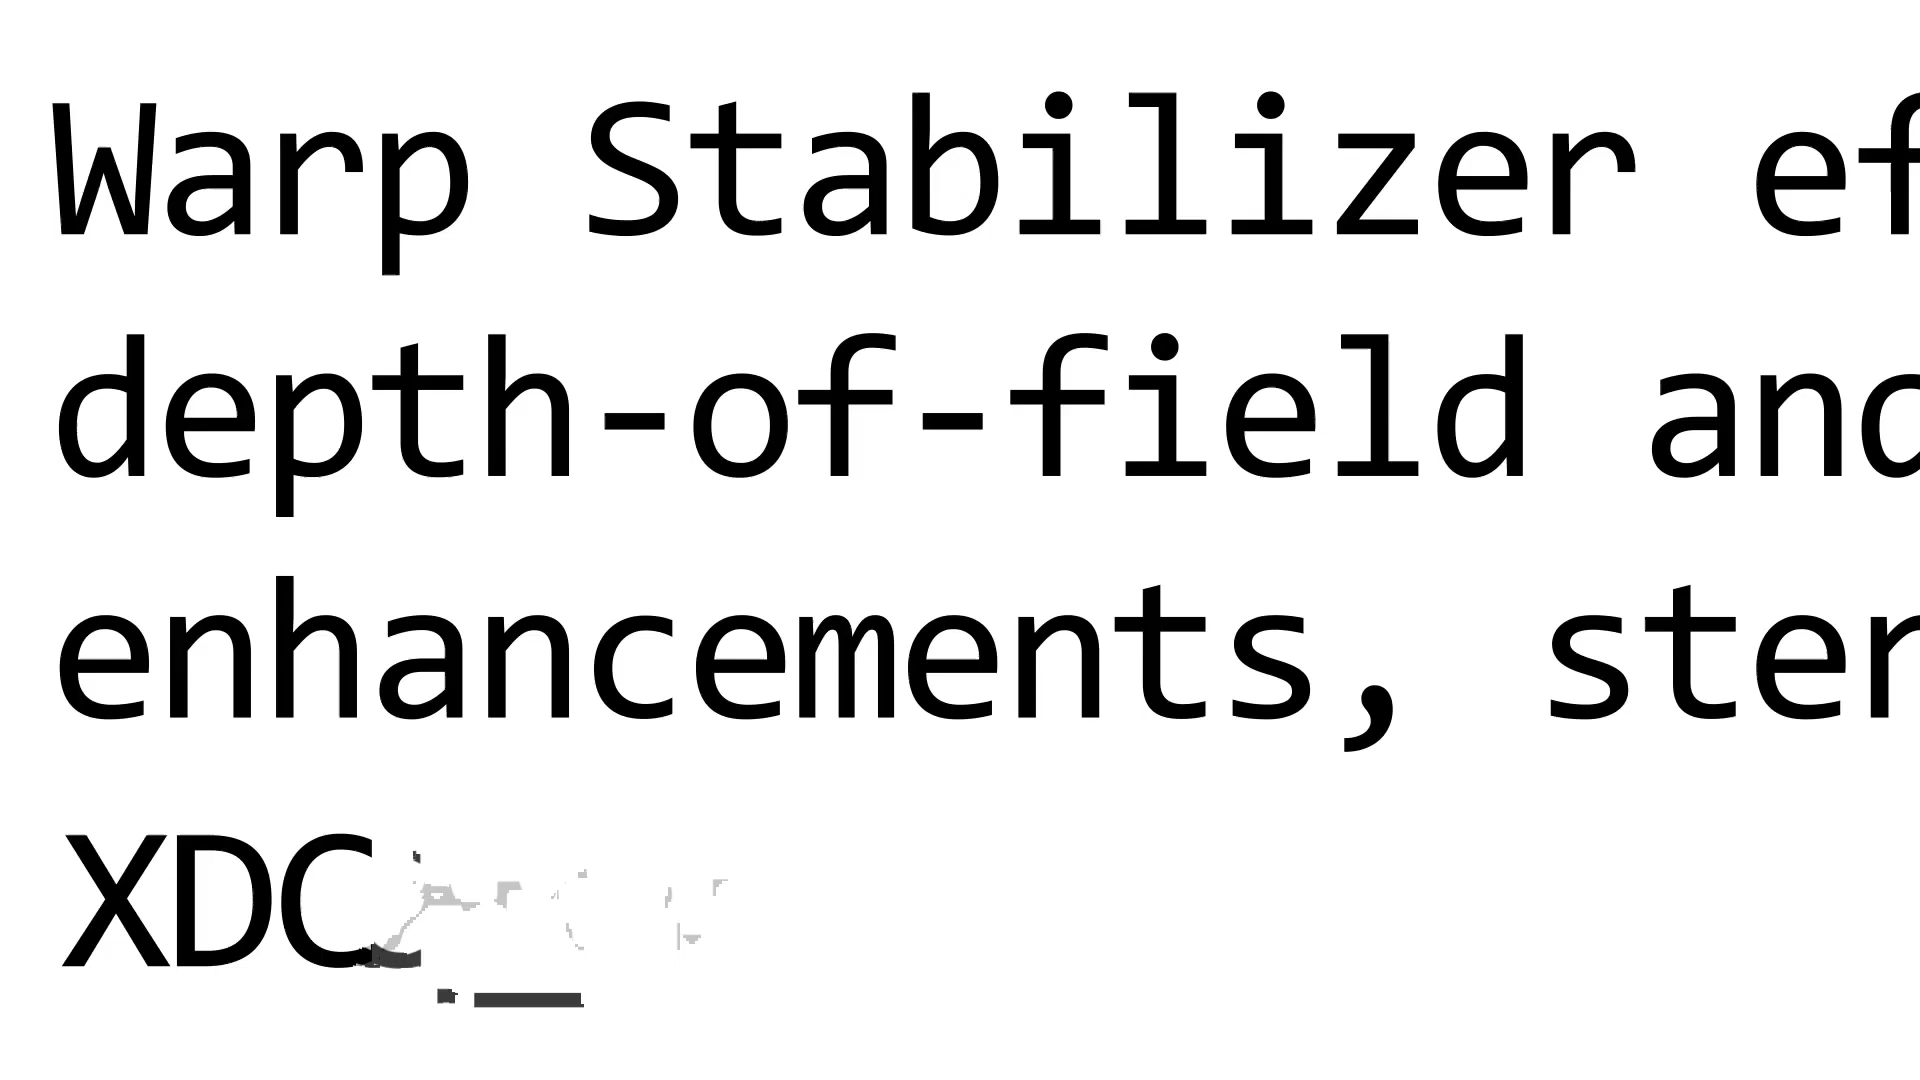 Warp Stabilizer ef
depth-of-field and
enhancements, ster
XDC